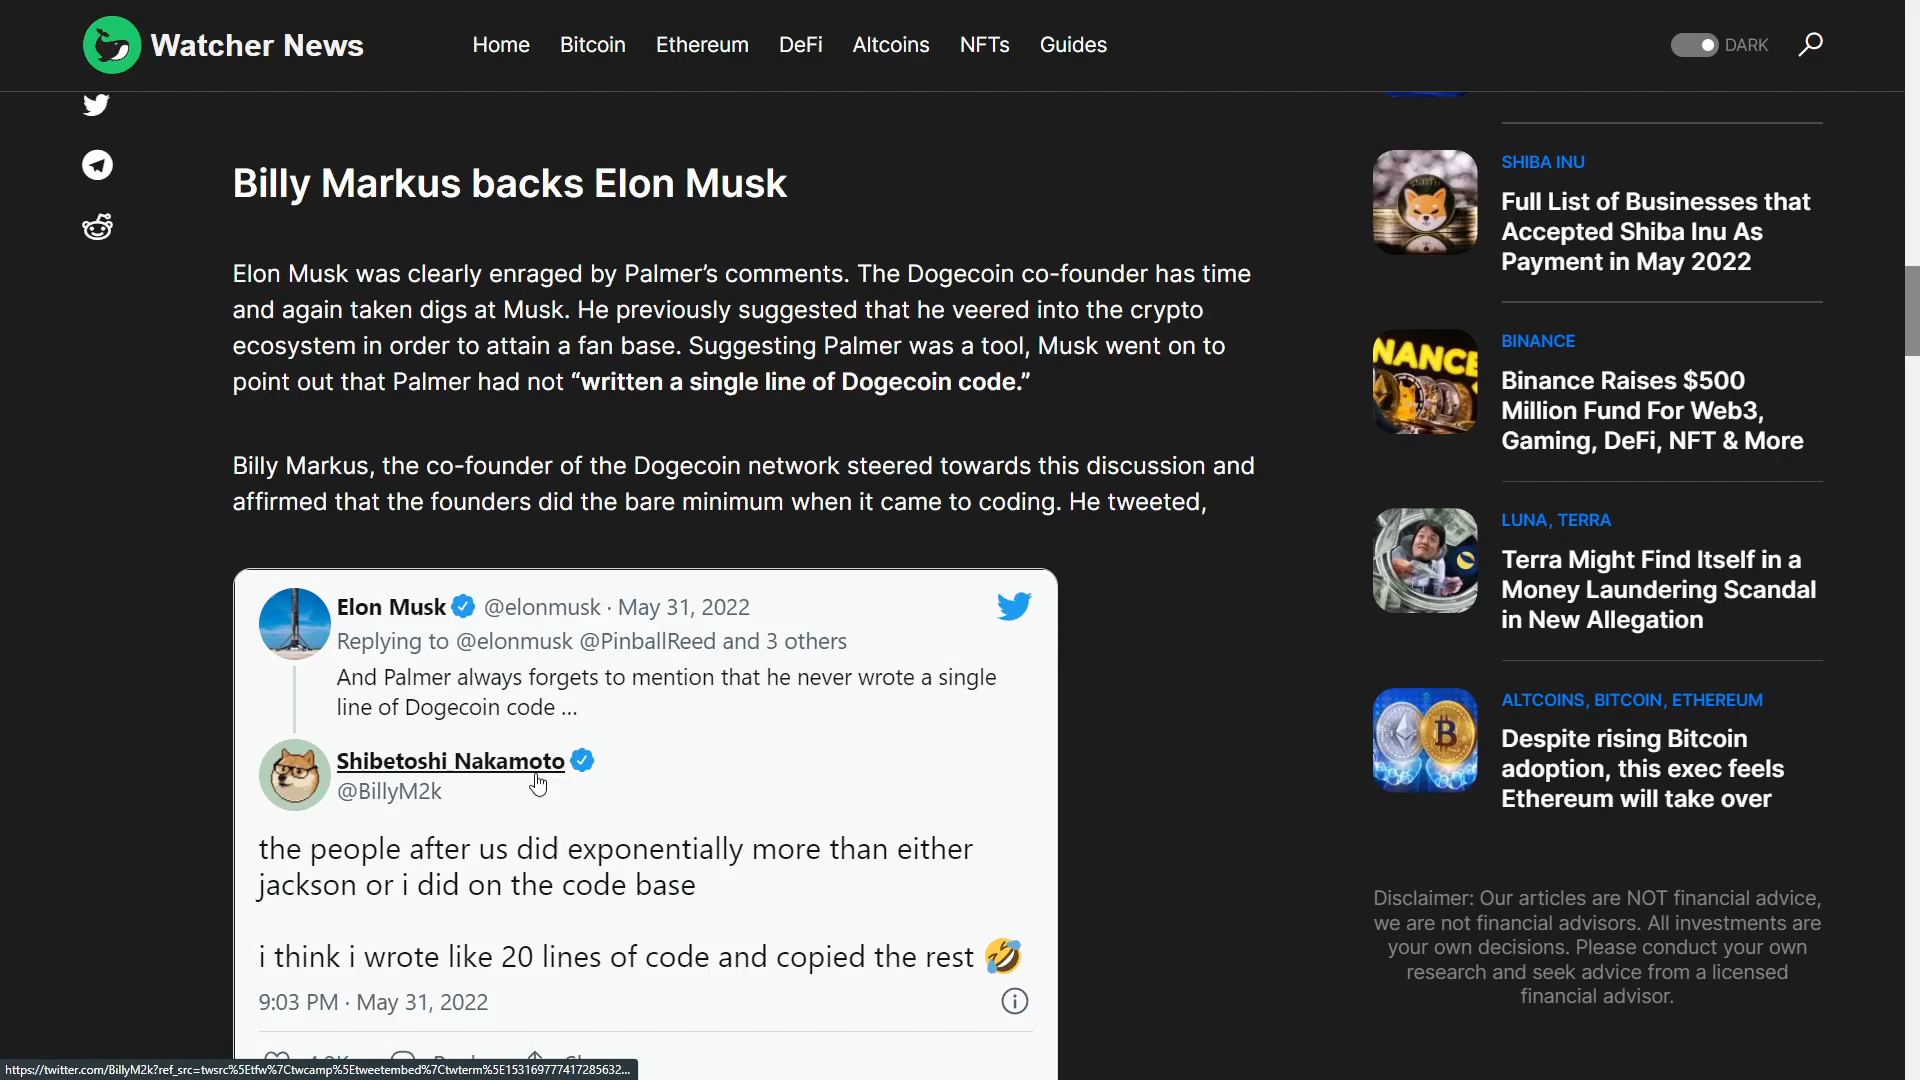 Watcher News
Home Bitcoin Ethereum DeFi Altcoins NFTs Guides
DARK
Billy Markus backs Elon Musk
Elon Musk was clearly enraged by Palmer’s comments. The Dogecoin co-founder has time
and again taken digs at Musk. He previously suggested that he veered into the crypto
ecosystem in order to attain a fan base. Suggesting Palmer was a tool, Musk went on to
point out that Palmer had not “written a single line of Dogecoin code.”
Billy Markus, the co-founder of the Dogecoin network steered towards this discussion and
affirmed that the founders did the bare minimum when it came to coding. He tweeted,
Elon Musk @elonmusk · May 31, 2022
Replying to @elonmusk @PinballReed and 3 others
And Palmer always forgets to mention that he never wrote a single
line of Dogecoin code ...
Shibetoshi Nakamoto
@BillyM2k
the people after us did exponentially more than either
jackson or i did on the code base
i think i wrote like 20 lines of code and copied the rest 🤣
9:03 PM · May 31, 2022
https://twitter.com/BillyM2k?ref_src=twsrc%5Etfw%7Ctwcamp%5Etweetembed%7Ctwterm%5E153169777417285632...
SHIBA INU
Full List of Businesses that
Accepted Shiba Inu As
Payment in May 2022
NANCE
BINANCE
Binance Raises $500
Million Fund For Web3,
Gaming, DeFi, NFT & More
LUNA, TERRA
Terra Might Find Itself in a
Money Laundering Scandal
in New Allegation
ALTCOINS, BITCOIN, ETHEREUM
Despite rising Bitcoin
adoption, this exec feels
Ethereum will take over
Disclaimer: Our articles are NOT financial advice,
we are not financial advisors. All investments are
your own decisions. Please conduct your own
research and seek advice from a licensed
financial advisor.